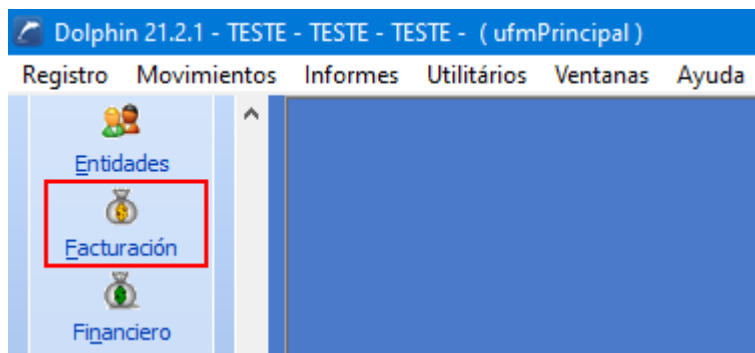 Dolphin 21.2.1 - TESTE - TESTE - TESTE - ( ufmPrincipal )
Registro Movimientos Informes Utilitários Ventanas Ayuda
Entidades
Facturación
Financiero